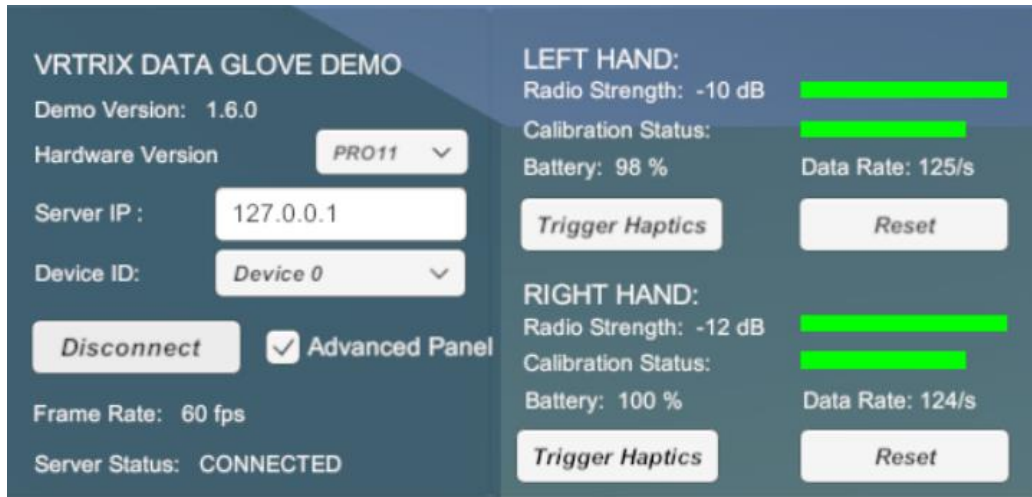 VRTRIX DATA GLOVE DEMO
Demo Version: 1.6.0
Hardware Version PRO11
Server IP : 127.0.0.1
Device ID: Device 0
Disconnect Advanced Panel
Frame Rate: 60 fps
Server Status: CONNECTED
LEFT HAND:
Radio Strength: -10 dB
Calibration Status:
Battery: 98 % Data Rate: 125/s
Trigger Haptics Reset
RIGHT HAND:
Radio Strength: -12 dB
Calibration Status:
Battery: 100 % Data Rate: 124/s
Trigger Haptics Reset